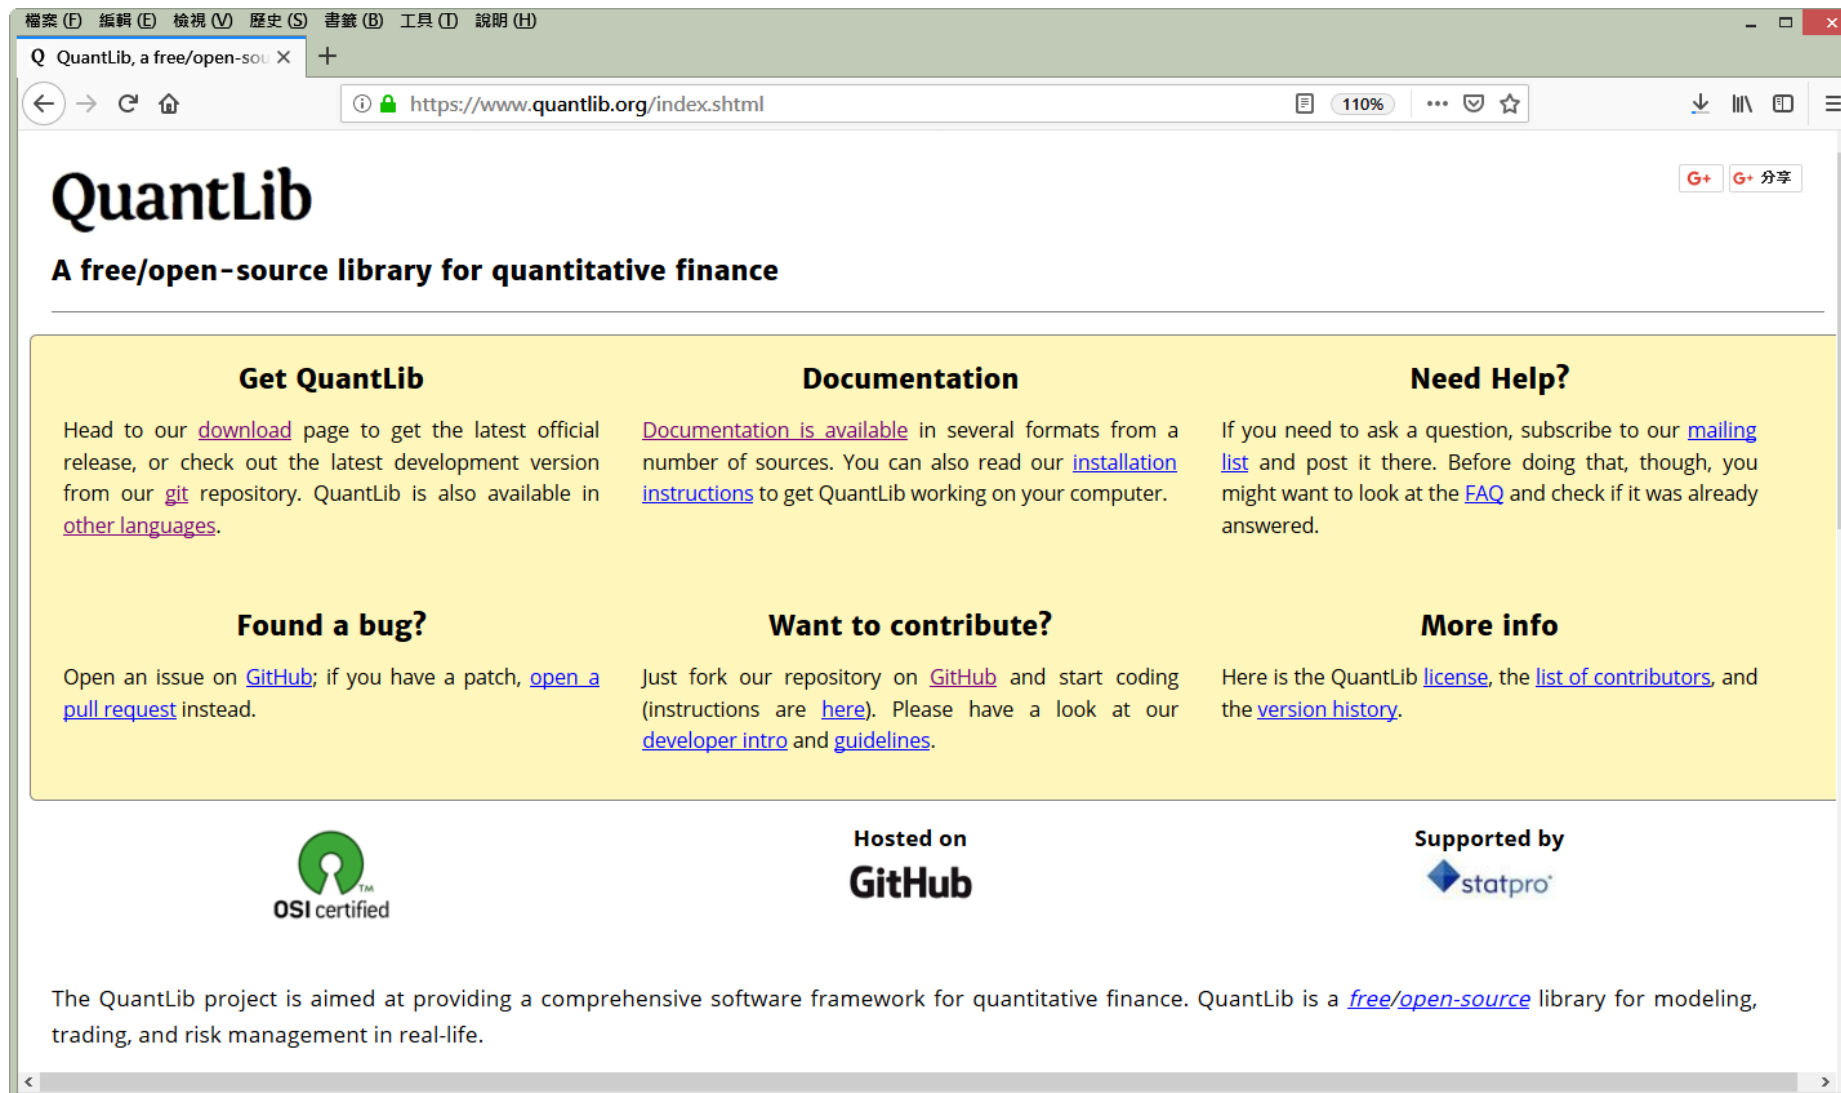 檔案(F) 編輯(E) 檢視(V) 歷史(S) 書籤(B) 工具(T) 說明(H)
Q QuantLib, a free/open-sou
https://www.quantlib.org/index.shtml 110%
QuantLib
G+ G+ 分享
A free/open-source library for quantitative finance
Get QuantLib
Head to our download page to get the latest official
release, or check out the latest development version
from our git repository. QuantLib is also available in
other languages.
Documentation
Documentation is available in several formats from a
number of sources. You can also read our installation
instructions to get QuantLib working on your computer.
Need Help?
If you need to ask a question, subscribe to our mailing
list and post it there. Before doing that, though, you
might want to look at the FAQ and check if it was already
answered.
Found a bug?
Open an issue on GitHub; if you have a patch, open a
pull request instead.
Want to contribute?
Just fork our repository on GitHub and start coding
(instructions are here). Please have a look at our
developer intro and guidelines.
More info
Here is the QuantLib license, the list of contributors, and
the version history.
TM
OSI certified
Hosted on
GitHub
Supported by
statpro
The QuantLib project is aimed at providing a comprehensive software framework for quantitative finance. QuantLib is a free/open-source library for modeling,
trading, and risk management in real-life.